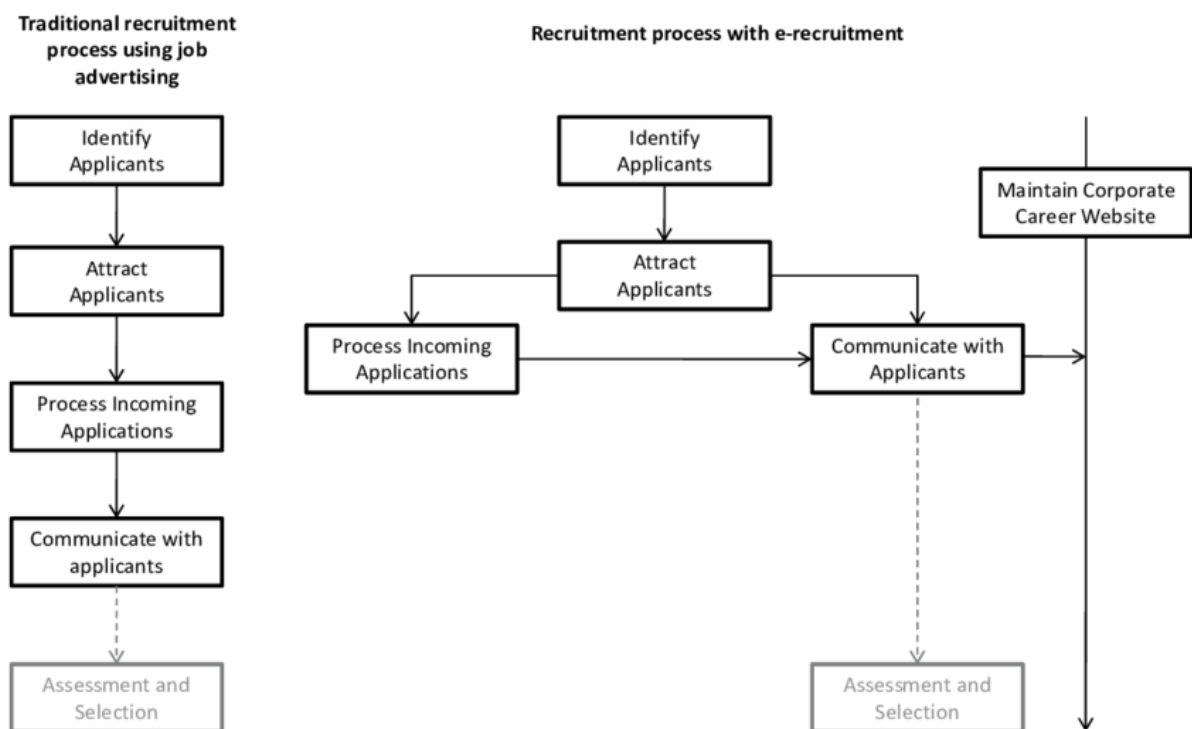 Traditional recruitment
process using job
advertising
Identify
Applicants
Attract
Applicants
Process Incoming
Applications
Communicate with
applicants
Assessment and
Selection
Recruitment process with e-recruitment
Identify
Applicants
Attract
Applicants
Process Incoming
Applications
Communicate with
Applicants
Assessment and
Selection
Maintain Corporate
Career Website